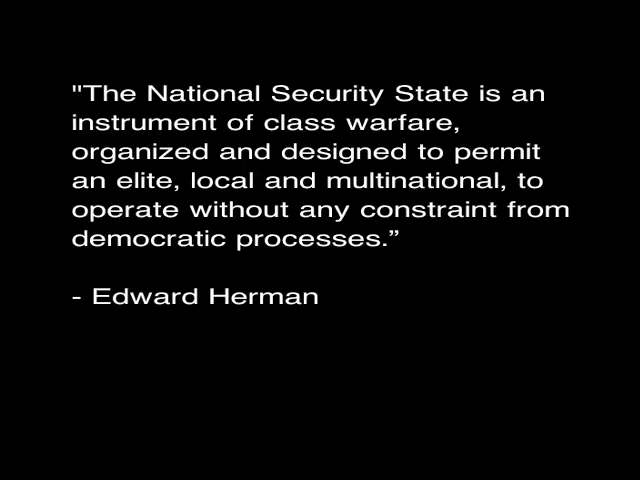 "The National Security State is an
instrument of class warfare,
organized and designed to permit
an elite, local and multinational, to
operate without any constraint from
democratic processes.”
- Edward Herman